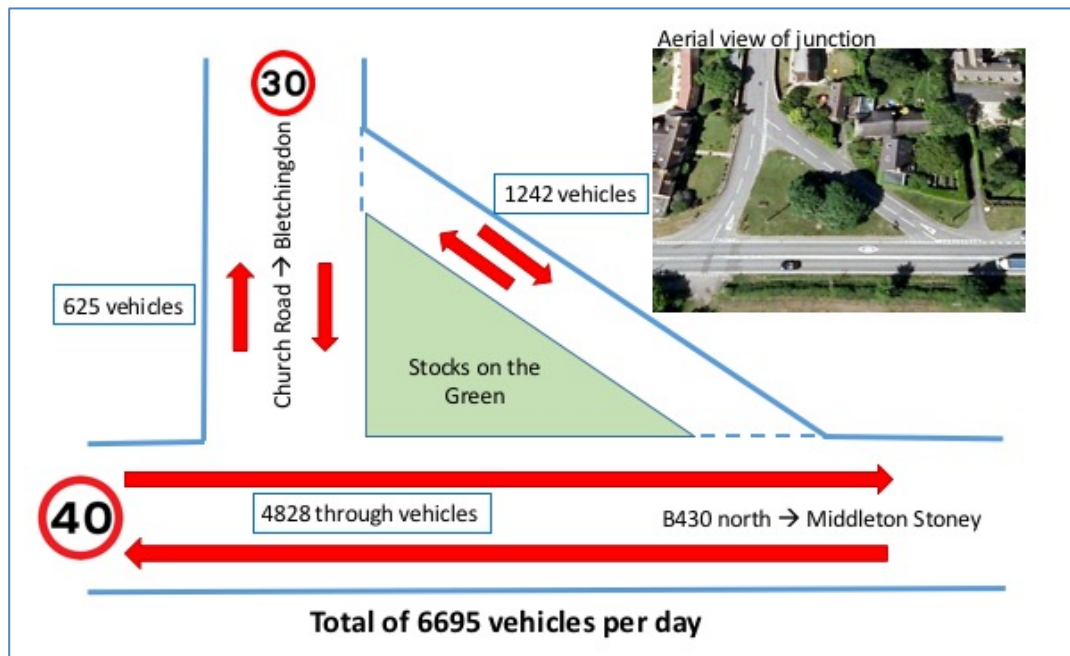 Aerial view of junction
30
Church Road → Bletchingdon
1242 vehicles
625 vehicles
Stocks on the
Green
40
4828 through vehicles
B430 north → Middleton Stoney
Total of 6695 vehicles per day